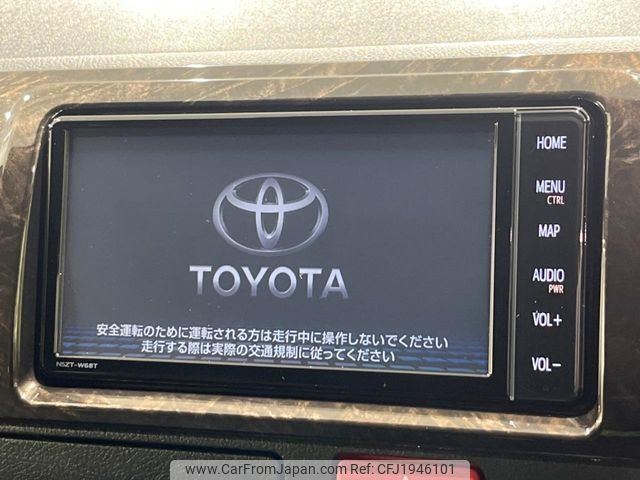 HOME
MENU
CTRL
MAP
AUDIO
PWR
VOL+
VOL-
TOYOTA
安全運転のために運転される方は走行中に操作しないでください
走行する際は実際の交通規制に従ってください
NSZT-W68T
www.CarFromJapan.com - Ref: CFJ1946101